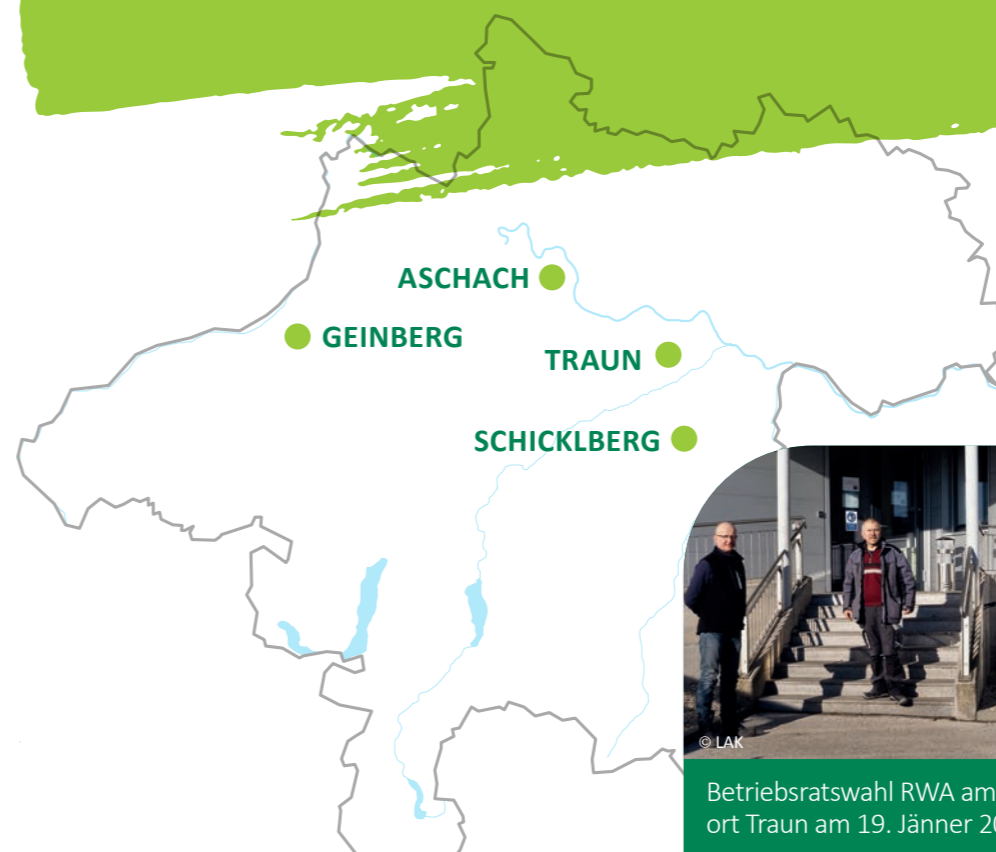 ASCHACH
GEINBERG
TRAUN
SCHICKLBERG
© LAK
Betriebsratswahl RWA am
ort Traun am 19. Jänner